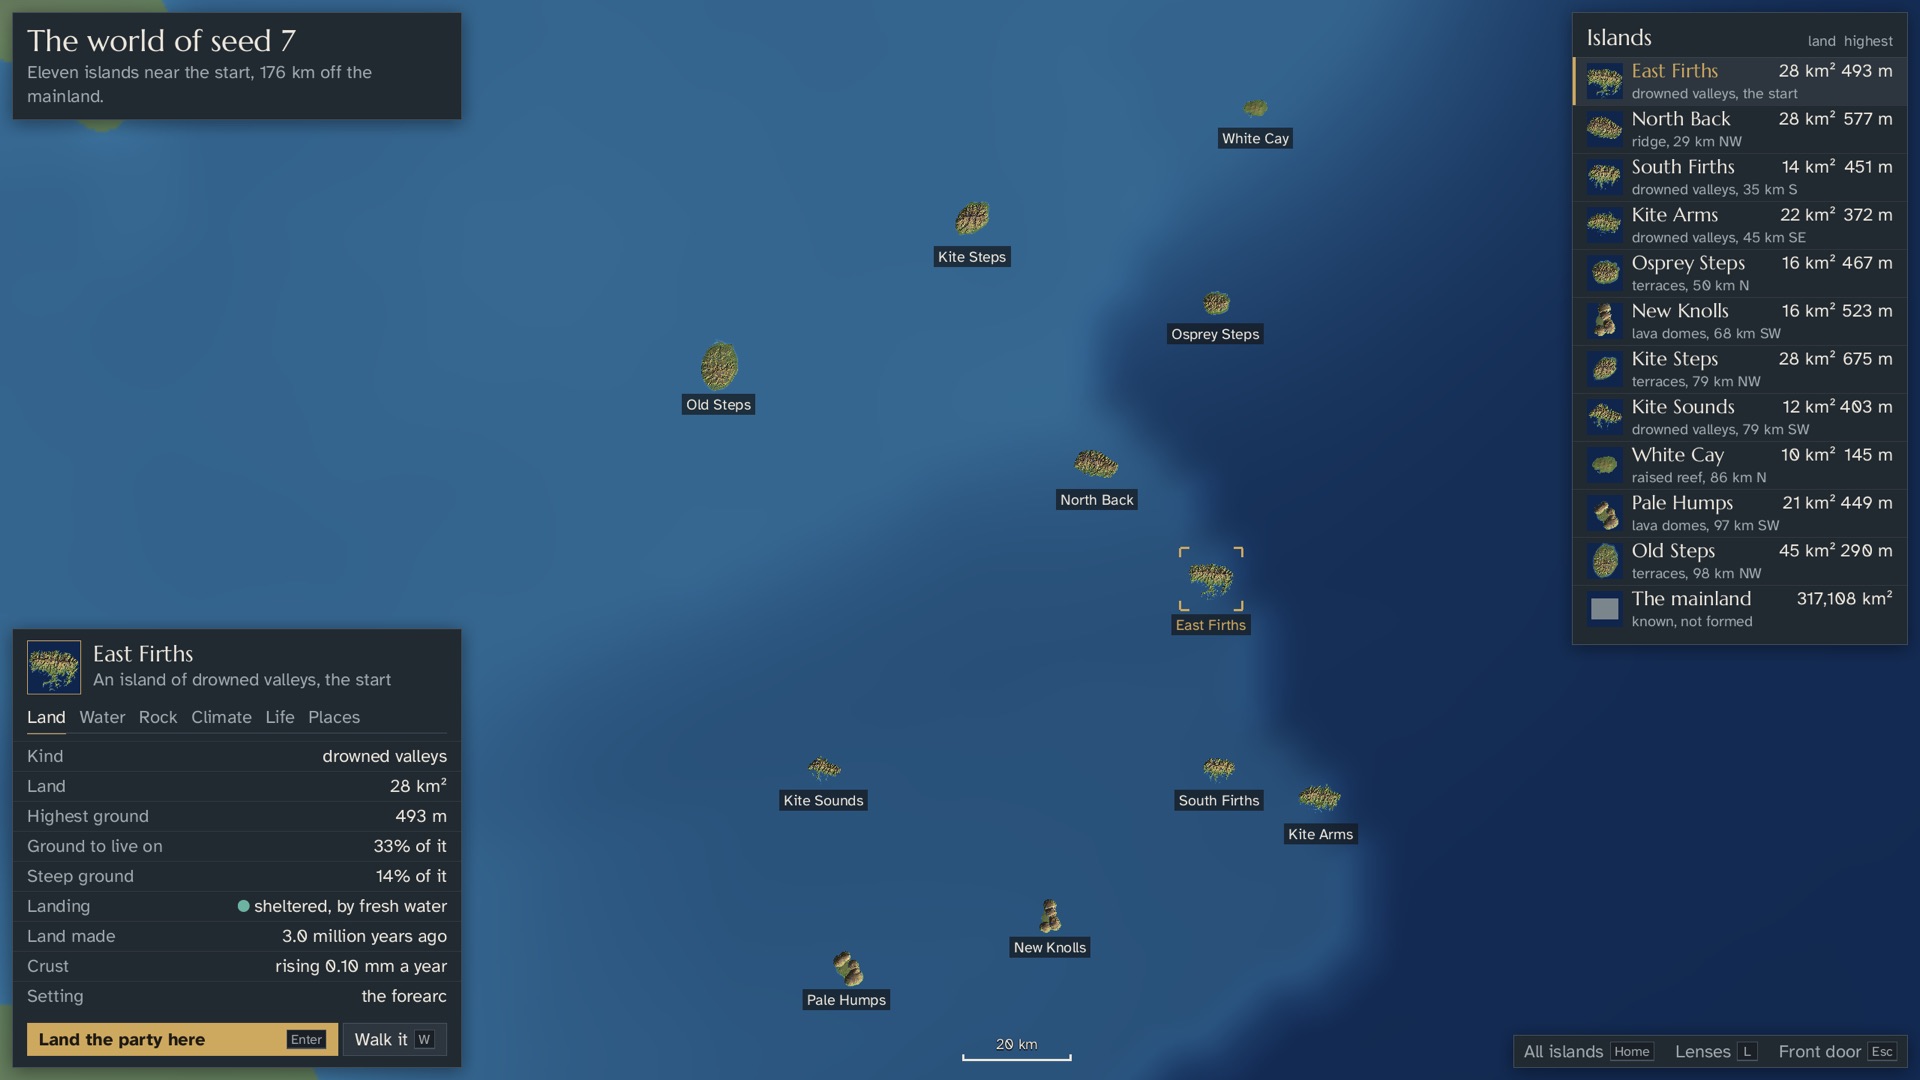 The world of seed 7
Eleven islands near the start, 176 km off the
mainland.
White Cay
Kite Steps
Osprey Steps
Old Steps
North Back
East Firths
Kite Sounds
South Firths
Kite Arms
New Knolls
Pale Humps
20 km
Islands land highest
East Firths 28 km² 493 m
drowned valleys, the start
North Back 28 km² 577 m
ridge, 29 km NW
South Firths 14 km² 451 m
drowned valleys, 35 km S
Kite Arms 22 km² 372 m
drowned valleys, 45 km SE
Osprey Steps 16 km² 467 m
terraces, 50 km N
New Knolls 16 km² 523 m
lava domes, 68 km SW
Kite Steps 28 km² 675 m
terraces, 79 km NW
Kite Sounds 12 km² 403 m
drowned valleys, 79 km SW
White Cay 10 km² 145 m
raised reef, 86 km N
Pale Humps 21 km² 449 m
lava domes, 97 km SW
Old Steps 45 km² 290 m
terraces, 98 km NW
The mainland 317,108 km²
known, not formed
East Firths
An island of drowned valleys, the start
Land Water Rock Climate Life Places
Kind drowned valleys
Land 28 km²
Highest ground 493 m
Ground to live on 33% of it
Steep ground 14% of it
Landing sheltered, by fresh water
Land made 3.0 million years ago
Crust rising 0.10 mm a year
Setting the forearc
Land the party here Enter Walk it W
All islands Home Lenses L Front door Esc